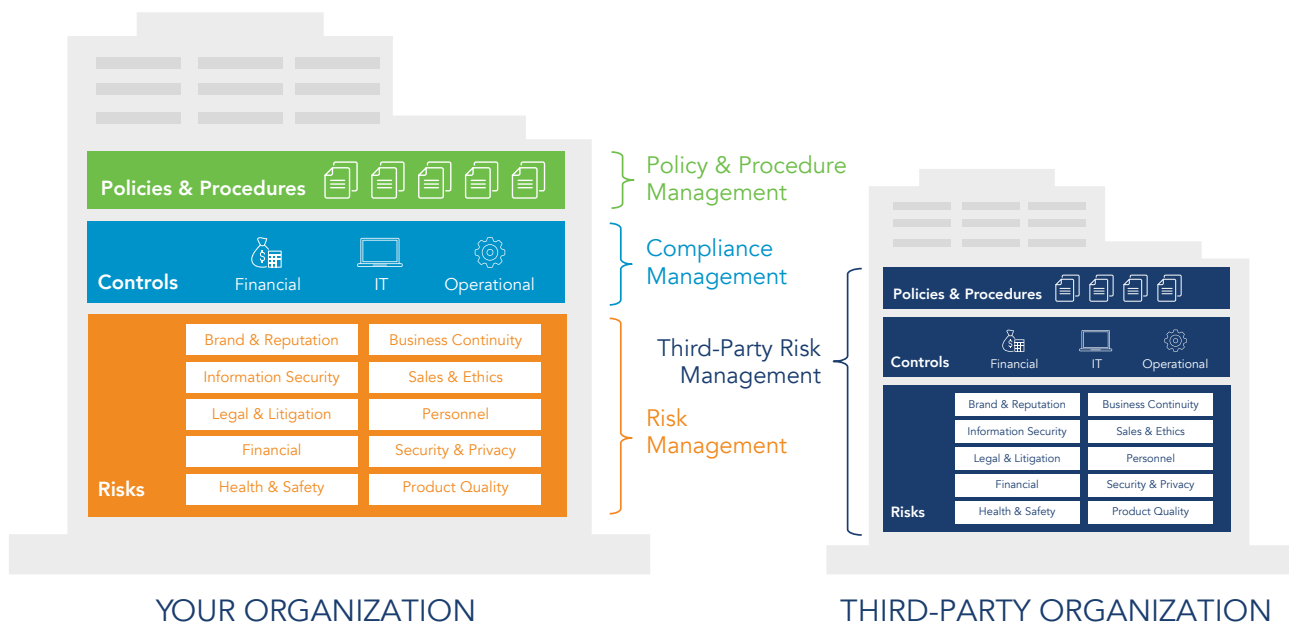 Policies & Procedures
Policy & Procedure
Management
Controls
Financial
IT
Operational
Compliance
Management
Risks
Brand & Reputation
Business Continuity
Information Security
Sales & Ethics
Legal & Litigation
Personnel
Financial
Security & Privacy
Health & Safety
Product Quality
Risk
Management
YOUR ORGANIZATION
Third-Party Risk
Management
Policies & Procedures
Controls
Financial
IT
Operational
Risks
Brand & Reputation
Business Continuity
Information Security
Sales & Ethics
Legal & Litigation
Personnel
Financial
Security & Privacy
Health & Safety
Product Quality
THIRD-PARTY ORGANIZATION